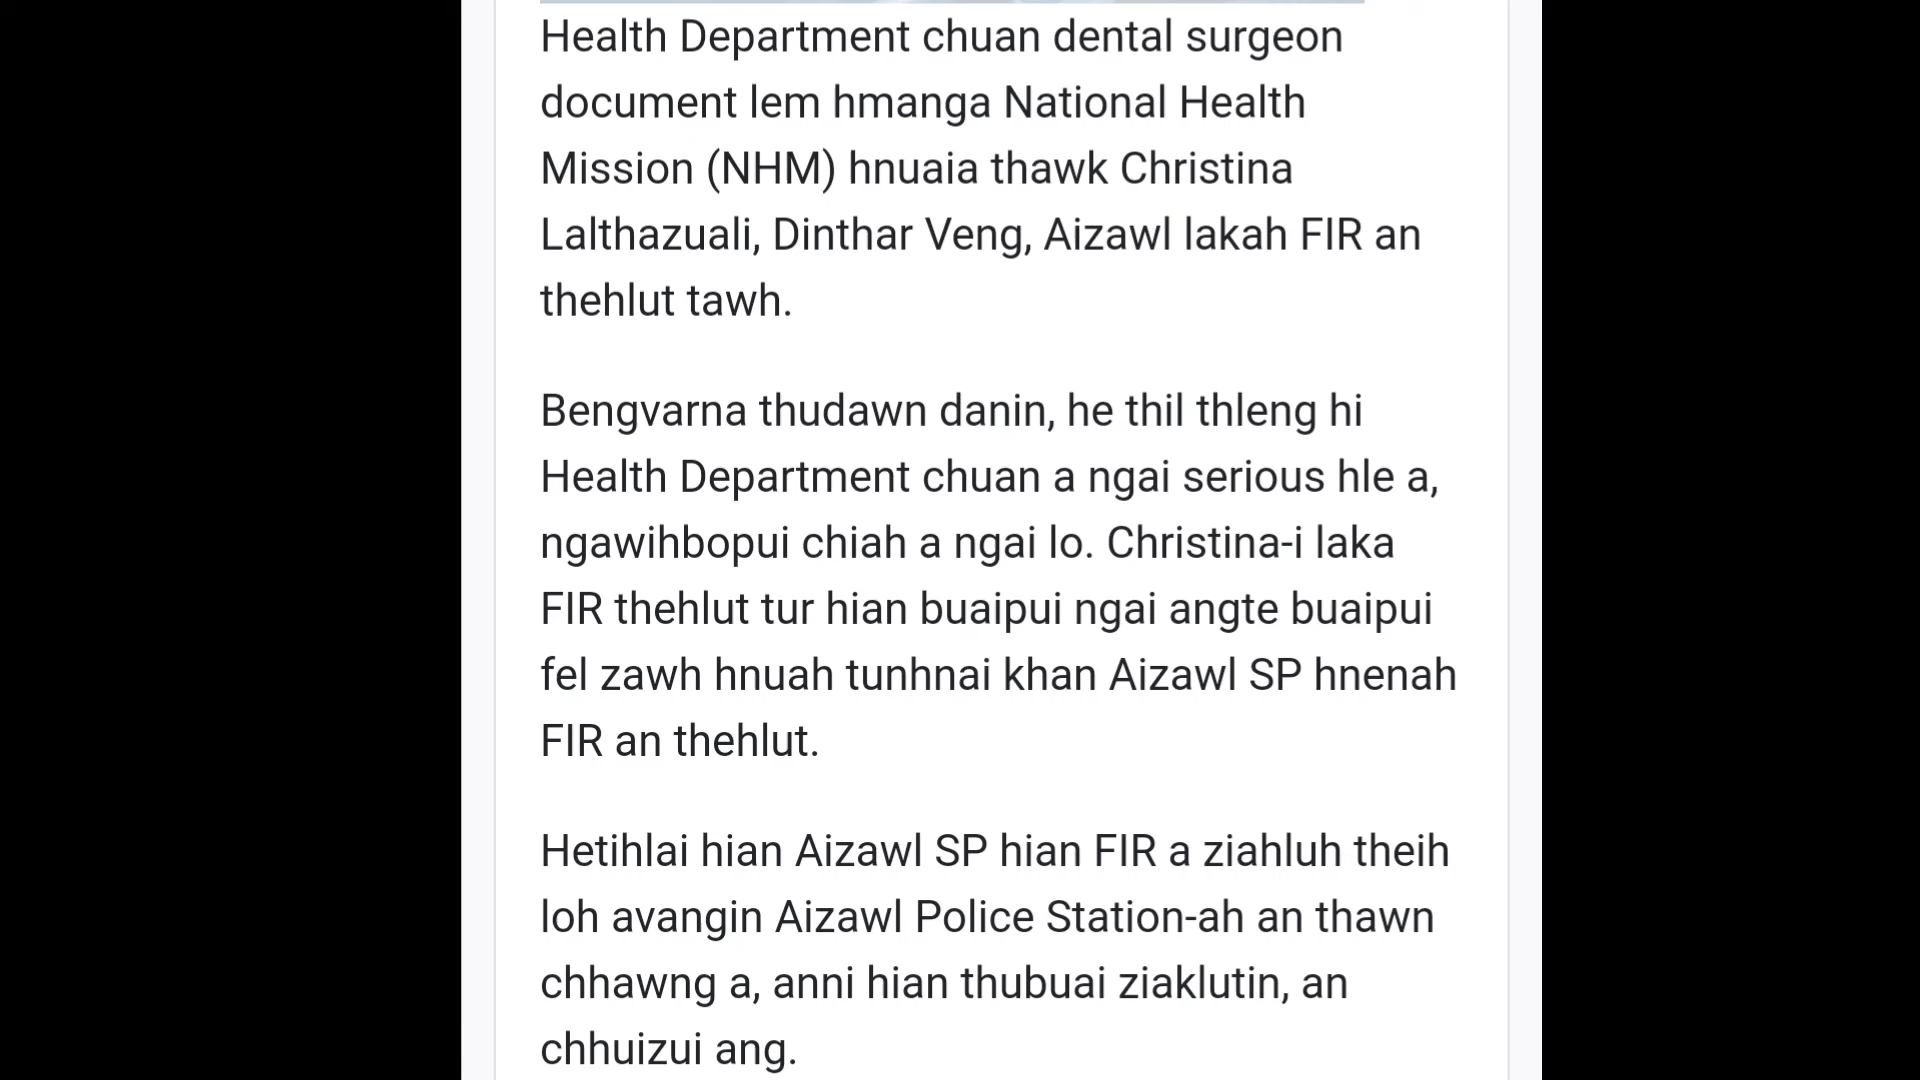 Health Department chuan dental surgeon
document lem hmanga National Health
Mission (NHM) hnuaia thawk Christina
Lalthazuali, Dinthar Veng, Aizawl lakah FIR an
thehlut tawh.
Bengvarna thudawn danin, he thil thleng hi
Health Department chuan a ngai serious hle a,
ngawihbopui chiah a ngai lo. Christina-i laka
FIR thehlut tur hian buaipui ngai angte buaipui
fel zawh hnuah tunhnai khan Aizawl SP hnenah
FIR an thehlut.
Hetihlai hian Aizawl SP hian FIR a ziahluh theih
loh avangin Aizawl Police Station-ah an thawn
chhawng a, anni hian thubuai ziaklutin, an
chhuizui ang.